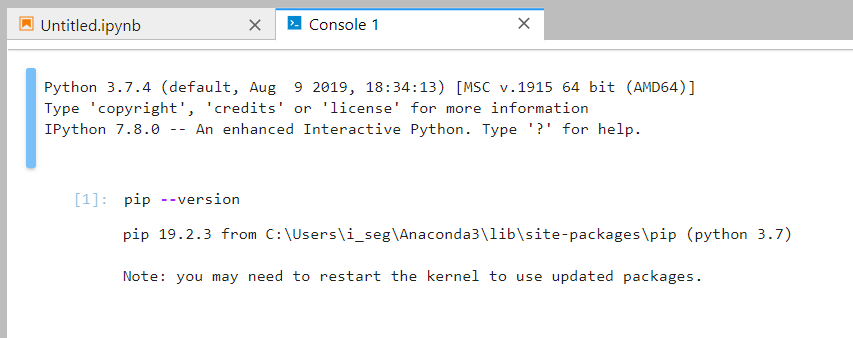 Untitled.ipynb
Console 1
Python 3.7.4 (default, Aug  9 2019, 18:34:13) [MSC v.1915 64 bit (AMD64)]
Type 'copyright', 'credits' or 'license' for more information
IPython 7.8.0 -- An enhanced Interactive Python. Type '?' for help.
[1]: pip --version
pip 19.2.3 from C:\Users\i_seg\Anaconda3\lib\site-packages\pip (python 3.7)
Note: you may need to restart the kernel to use updated packages.